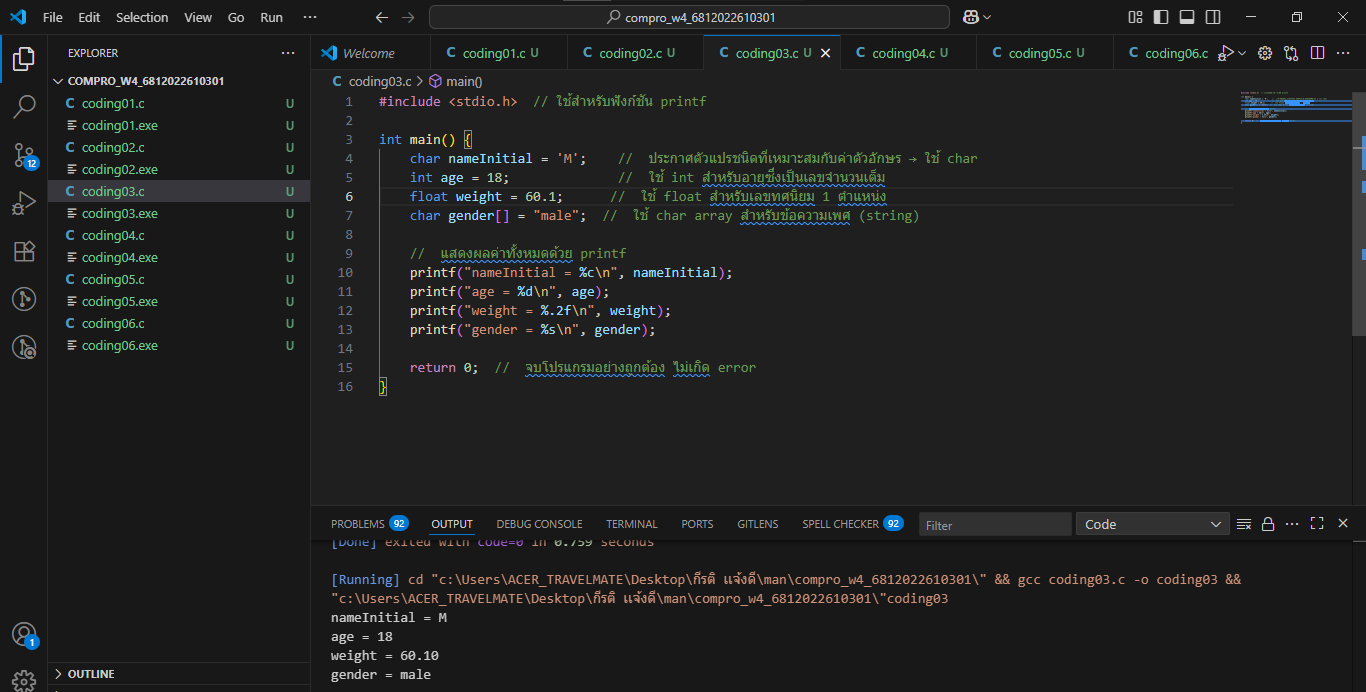 File Edit Selection View Go Run ··· compro_w4_6812022610301
EXPLORER ···
COMPRO_W4_6812022610301
coding01.c U
coding01.exe U
coding02.c U
coding02.exe U
coding03.c U
coding03.exe U
coding04.c U
coding04.exe U
coding05.c U
coding05.exe U
coding06.c U
coding06.exe U
OUTLINE
12
1
Welcome C coding01.c U C coding02.c U C coding03.c U C coding04.c U C coding05.c U C coding06.c
C coding03.c > main()
1 #include <stdio.h>  // ใช้สำหรับฟังก์ชัน printf
2
3 int main() {
4     char nameInitial = 'M';    //  ประกาศตัวแปรชนิดที่เหมาะสมกับค่าตัวอักษร → ใช้ char
5     int age = 18;              //  ใช้ int สำหรับอายุซึ่งเป็นเลขจำนวนเต็ม
6     float weight = 60.1;      //  ใช้ float สำหรับเลขทศนิยม 1 ตำแหน่ง
7     char gender[] = "male";  //  ใช้ char array สำหรับข้อความเพศ (string)
8
9     //  แสดงผลค่าทั้งหมดด้วย printf
10     printf("nameInitial = %c\n", nameInitial);
11     printf("age = %d\n", age);
12     printf("weight = %.2f\n", weight);
13     printf("gender = %s\n", gender);
14
15     return 0;  //  จบโปรแกรมอย่างถูกต้อง ไม่เกิด error
16 }
PROBLEMS 92 OUTPUT DEBUG CONSOLE TERMINAL PORTS GITLENS SPELL CHECKER 92 Filter Code
[Done] exited with code=0 in 0.759 seconds
[Running] cd "c:\Users\ACER_TRAVELMATE\Desktop\กีรติ แจ้งดี\man\compro_w4_6812022610301\" && gcc coding03.c -o coding03 &&
"c:\Users\ACER_TRAVELMATE\Desktop\กีรติ แจ้งดี\man\compro_w4_6812022610301\"coding03
nameInitial = M
age = 18
weight = 60.10
gender = male